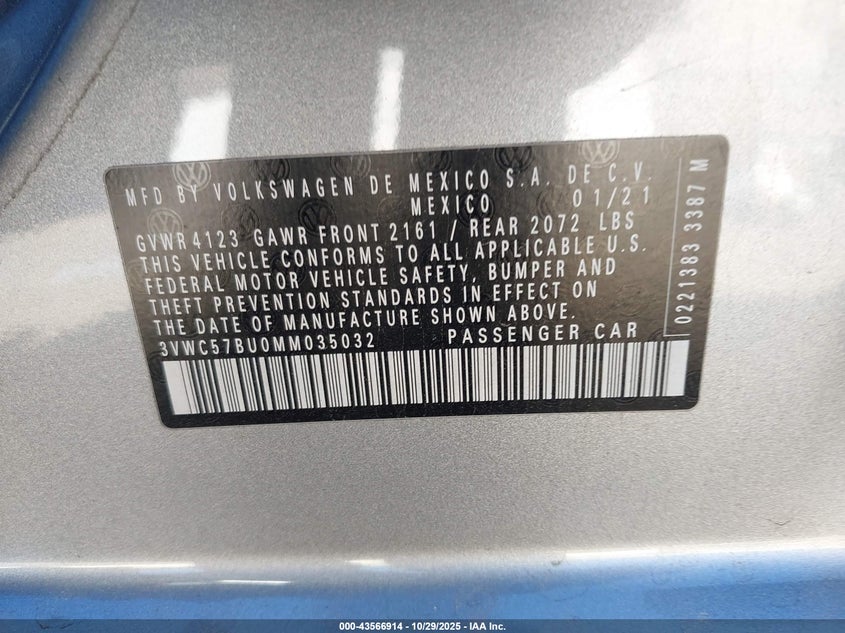 MFD BY VOLKSWAGEN DE MEXICO S.A. DE C.V.
MEXICO 01/21
GVWR 4123 GAWR FRONT 2161 / REAR 2072 LBS
THIS VEHICLE CONFORMS TO ALL APPLICABLE U.S.
FEDERAL MOTOR VEHICLE SAFETY, BUMPER AND
THEFT PREVENTION STANDARDS IN EFFECT ON
THE DATE OF MANUFACTURE SHOWN ABOVE.
3VWC57BU0MM035032 PASSENGER CAR
0221383 3387 M
000-43566914 - 10/29/2025 - IAA Inc.